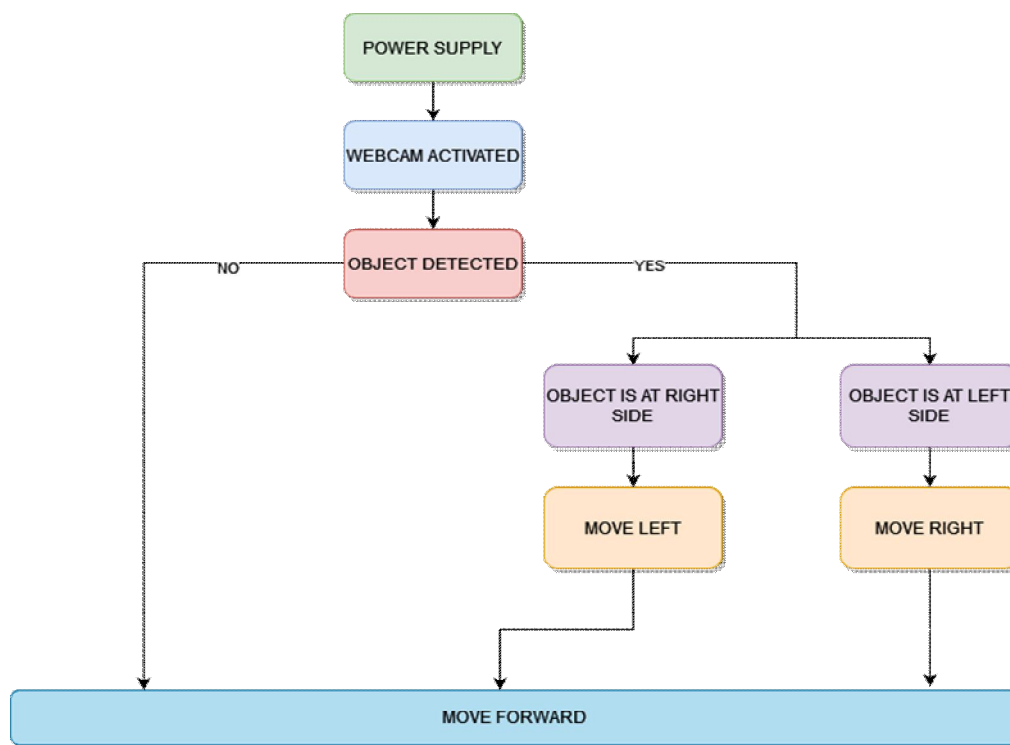 POWER SUPPLY
WEBCAM ACTIVATED
OBJECT DETECTED
NO
YES
OBJECT IS AT RIGHT
SIDE
OBJECT IS AT LEFT
SIDE
MOVE LEFT
MOVE RIGHT
MOVE FORWARD